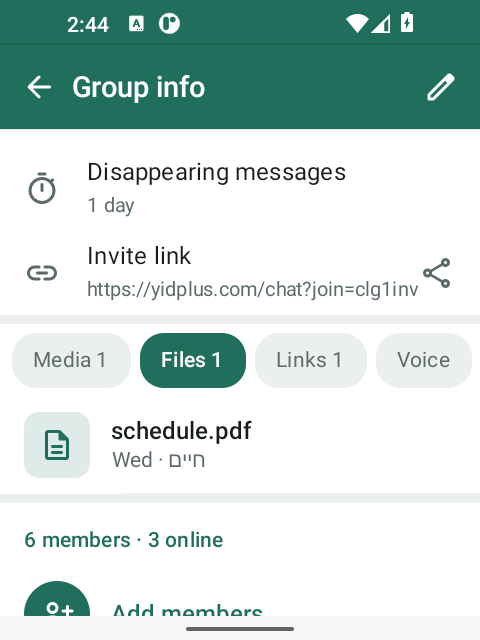 2:44
Group info
Disappearing messages
1 day
Invite link
https://yidplus.com/chat?join=clg1inv
Media 1
Files 1
Links 1
Voice
schedule.pdf
Wed · חיים
6 members · 3 online
Add members